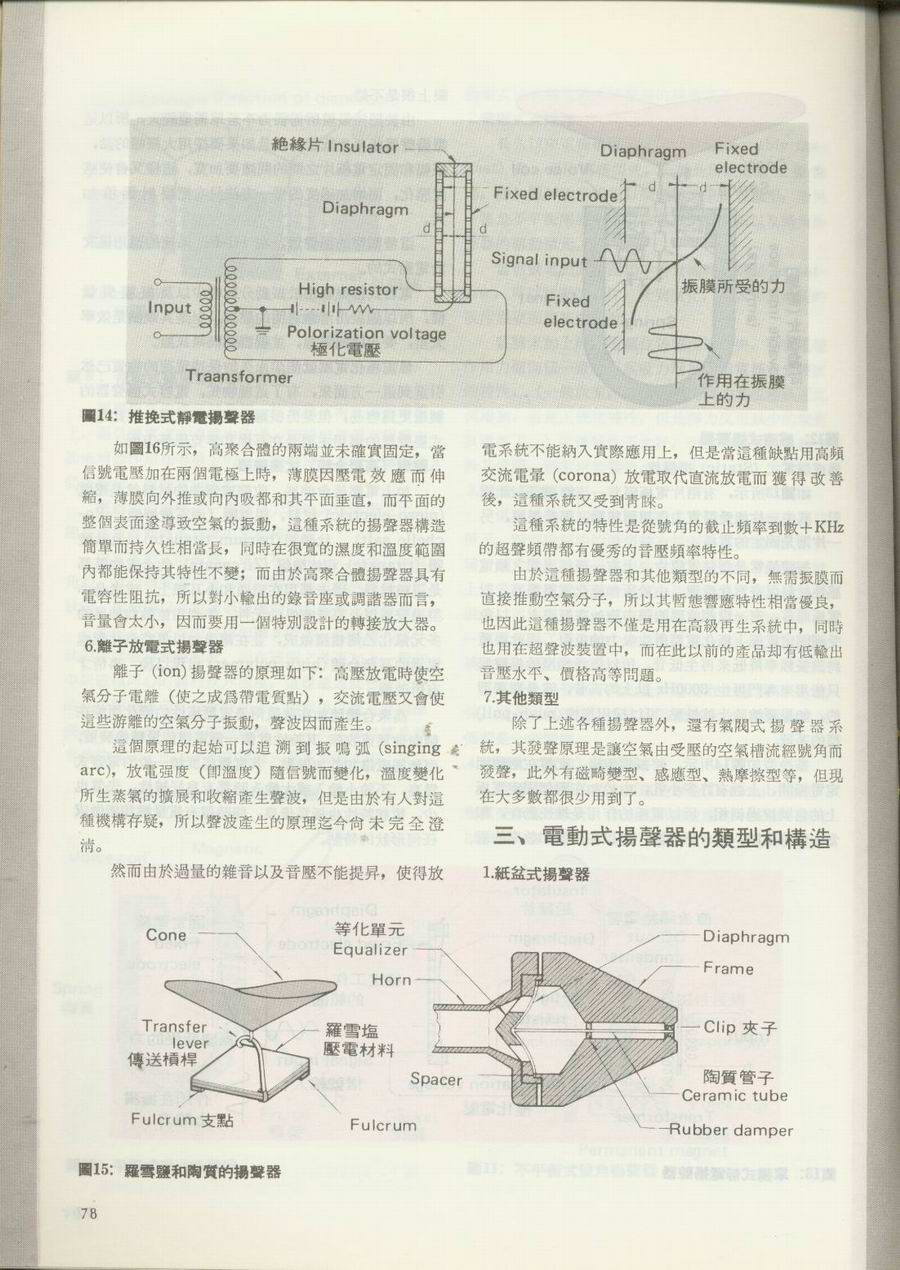 絕緣片 Insulator
Diaphragm
Fixed electrode
d
d
High resistor
Input
Polorization voltage
極化電壓
Traansformer
Diaphragm
Fixed
electrode
d
d
Signal input
Fixed
electrode
振膜所受的力
作用在振膜
上的力
圖14：推挽式靜電揚聲器
如圖16所示，高聚合體的兩端並未確實固定，當
信號電壓加在兩個電極上時，薄膜因壓電效應而伸
縮，薄膜向外推或向內吸都和其平面垂直，而平面的
整個表面遂導致空氣的振動，這種系統的揚聲器構造
簡單而持久性相當長，同時在很寬的濕度和溫度範圍
內都能保持其特性不變；而由於高聚合體揚聲器具有
電容性阻抗，所以對小輸出的錄音座或調諧器而言，
音量會太小，因而要用一個特別設計的轉接放大器。
6.離子放電式揚聲器
離子 (ion) 揚聲器的原理如下：高壓放電時使空
氣分子電離（使之成爲帶電質點），交流電壓又會使
這些游離的空氣分子振動，聲波因而產生。
這個原理的起始可以追溯到振鳴弧 (singing
arc)，放電强度（卽溫度）隨信號而變化，溫度變化
所生蒸氣的擴展和收縮產生聲波，但是由於有人對這
種機構存疑，所以聲波產生的原理迄今尙未完全澄
淸。
然而由於過量的雜音以及音壓不能提昇，使得放
電系統不能納入實際應用上，但是當這種缺點用高頻
交流電暈 (corona) 放電取代直流放電而獲得改善
後，這種系統又受到靑睞。
這種系統的特性是從號角的截止頻率到數十KHz
的超聲頻帶都有優秀的音壓頻率特性。
由於這種揚聲器和其他類型的不同，無需振膜而
直接推動空氣分子，所以其暫態響應特性相當優良，
也因此這種揚聲器不僅是用在高級再生系統中，同時
也用在超聲波裝置中，而在此以前的產品却有低輸出
音壓水平、價格高等問題。
7.其他類型
除了上述各種揚聲器外，還有氣閥式揚聲器系
統，其發聲原理是讓空氣由受壓的空氣槽流經號角而
發聲，此外有磁畸變型、感應型、熱摩擦型等，但現
在大多數都很少用到了。
三、電動式揚聲器的類型和構造
1.紙盆式揚聲器
Cone
Transfer
lever
傳送槓桿
羅雪塩
壓電材料
Fulcrum 支點
Fulcrum
等化單元
Equalizer
Horn
Spacer
Diaphragm
Frame
Clip 夾子
陶質管子
Ceramic tube
Rubber damper
圖15：羅雪鹽和陶質的揚聲器
78